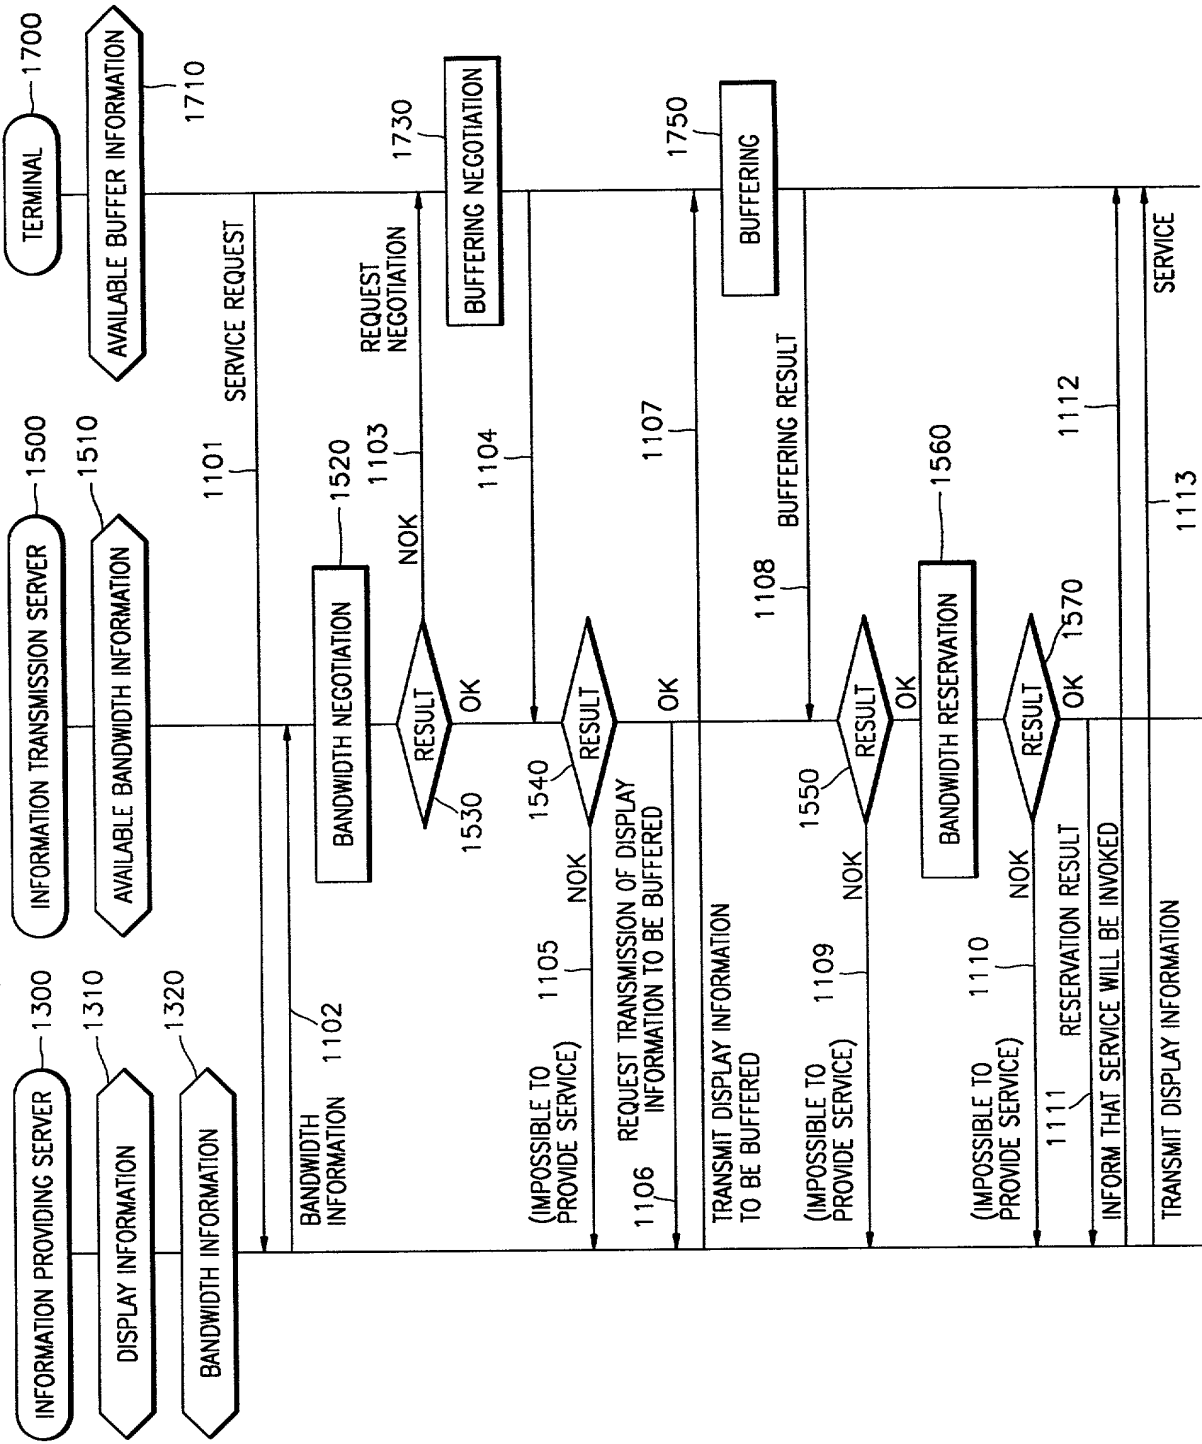 INFORMATION PROVIDING SERVER
1300
DISPLAY INFORMATION
1310
BANDWIDTH INFORMATION
1320
INFORMATION TRANSMISSION SERVER
1500
AVAILABLE BANDWIDTH INFORMATION
1510
TERMINAL
1700
AVAILABLE BUFFER INFORMATION
1710
1101
SERVICE REQUEST
BANDWIDTH
INFORMATION
1102
BANDWIDTH NEGOTIATION
1520
RESULT
1530
OK
NOK
1103
REQUEST
NEGOTIATION
1730
BUFFERING NEGOTIATION
1104
1540
RESULT
NOK
OK
1105
(IMPOSSIBLE TO
PROVIDE SERVICE)
1106
REQUEST TRANSMISSION OF DISPLAY
INFORMATION TO BE BUFFERED
1107
TRANSMIT DISPLAY INFORMATION
TO BE BUFFERED
1750
BUFFERING
1108
BUFFERING RESULT
1550
RESULT
NOK
OK
1109
(IMPOSSIBLE TO
PROVIDE SERVICE)
BANDWIDTH RESERVATION
1560
RESULT
1570
NOK
OK
1110
(IMPOSSIBLE TO
PROVIDE SERVICE)
1111
RESERVATION RESULT
INFORM THAT SERVICE WILL BE INVOKED
1112
1113
TRANSMIT DISPLAY INFORMATION
SERVICE